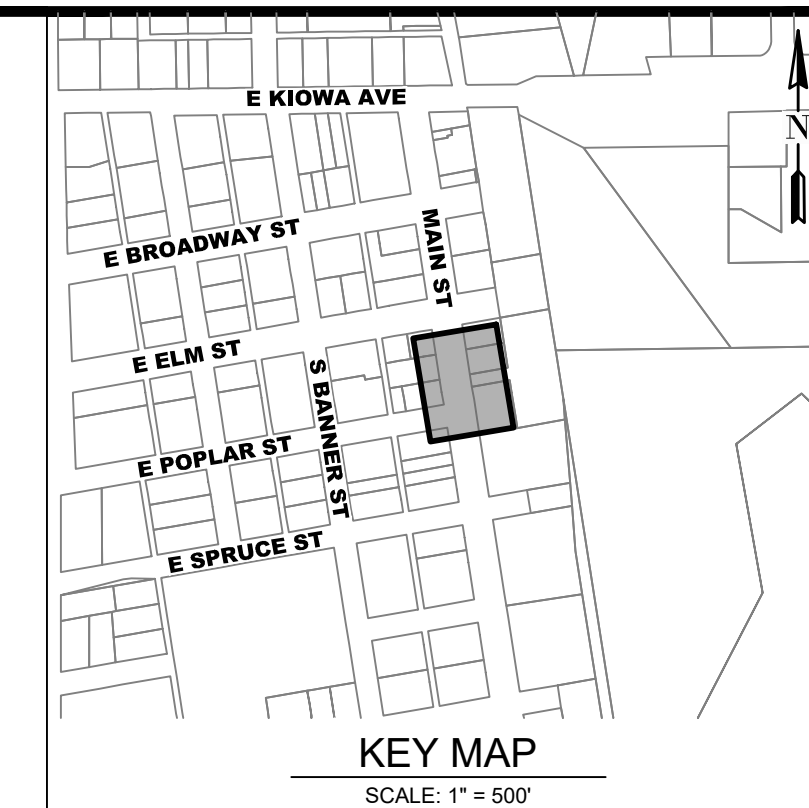 E KIOWA AVE
N
MAIN ST
E BROADWAY ST
E ELM ST
S BANNER ST
E POPLAR ST
E SPRUCE ST
KEY MAP
SCALE: 1" = 500'